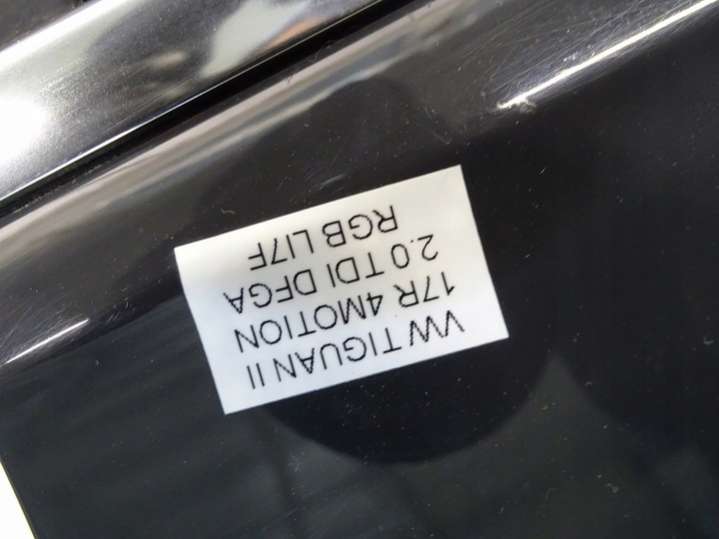 VW TIGUAN II
17R 4MOTION
2.0 TDI DFGA
RGB LI7F